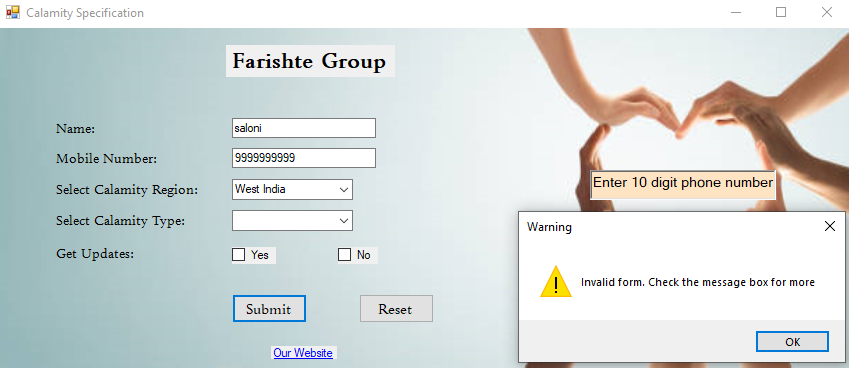 Calamity Specification
Farishte Group
Name:
saloni
Mobile Number:
9999999999
Select Calamity Region:
West India
Select Calamity Type:
Get Updates:
Yes
No
Submit
Reset
Our Website
Enter 10 digit phone number
Warning
Invalid form. Check the message box for more
OK